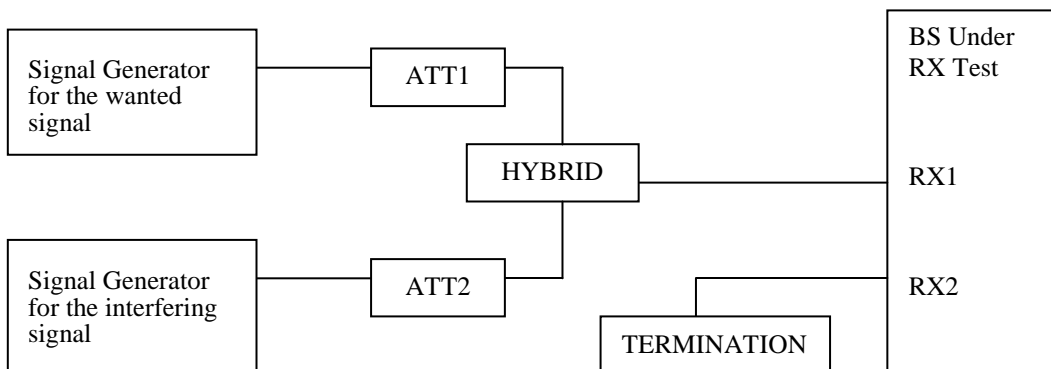 Signal Generator
for the wanted
signal
ATT1
HYBRID
Signal Generator
for the interfering
signal
ATT2
TERMINATION
BS Under
RX Test
RX1
RX2